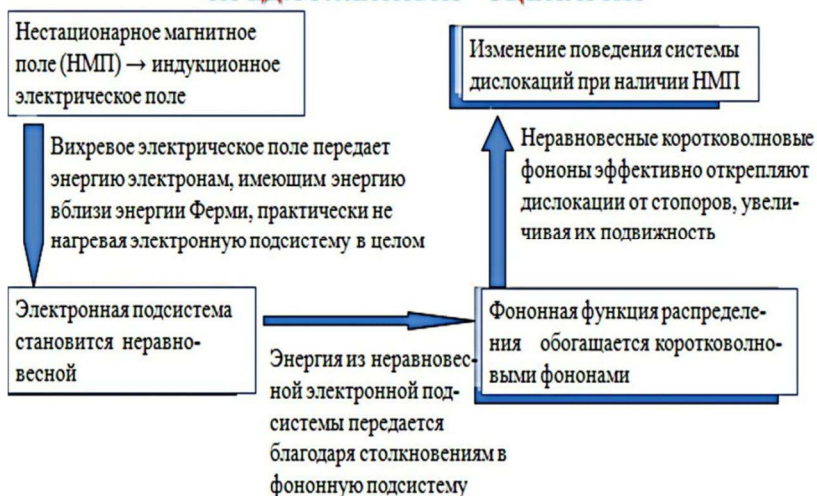 Нестационарное магнитное
поле (НМП) → индукционное
электрическое поле
Вихревое электрическое поле передает
энергию электронам, имеющим энергию
вблизи энергии Ферми, практически не
нагревая электронную подсистему в целом
Электронная подсистема
становится неравно-
весной
Энергия из неравновес-
ной электронной под-
системы передается
благодаря столкновениям в
фононную подсистему
Фононная функция распределе-
ния обогащается коротковолно-
выми фононами
Неравновесные коротковолновые
фононы эффективно открепляют
дислокации от стопоров, увели-
чивая их подвижность
Изменение поведения системы
дислокаций при наличии НМП